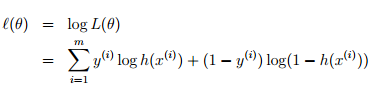 ℓ(θ) = log L(θ)
= ∑_{i=1}^{m} y^{(i)} log h(x^{(i)}) + (1 − y^{(i)}) log(1 − h(x^{(i)}))